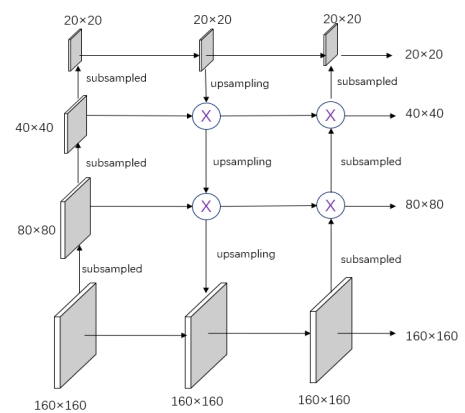 20×20
20×20
20×20
20×20
subsampled
upsampling
subsampled
40×40
X
X
40×40
subsampled
upsampling
subsampled
80×80
X
X
80×80
subsampled
upsampling
subsampled
160×160
160×160
160×160
160×160